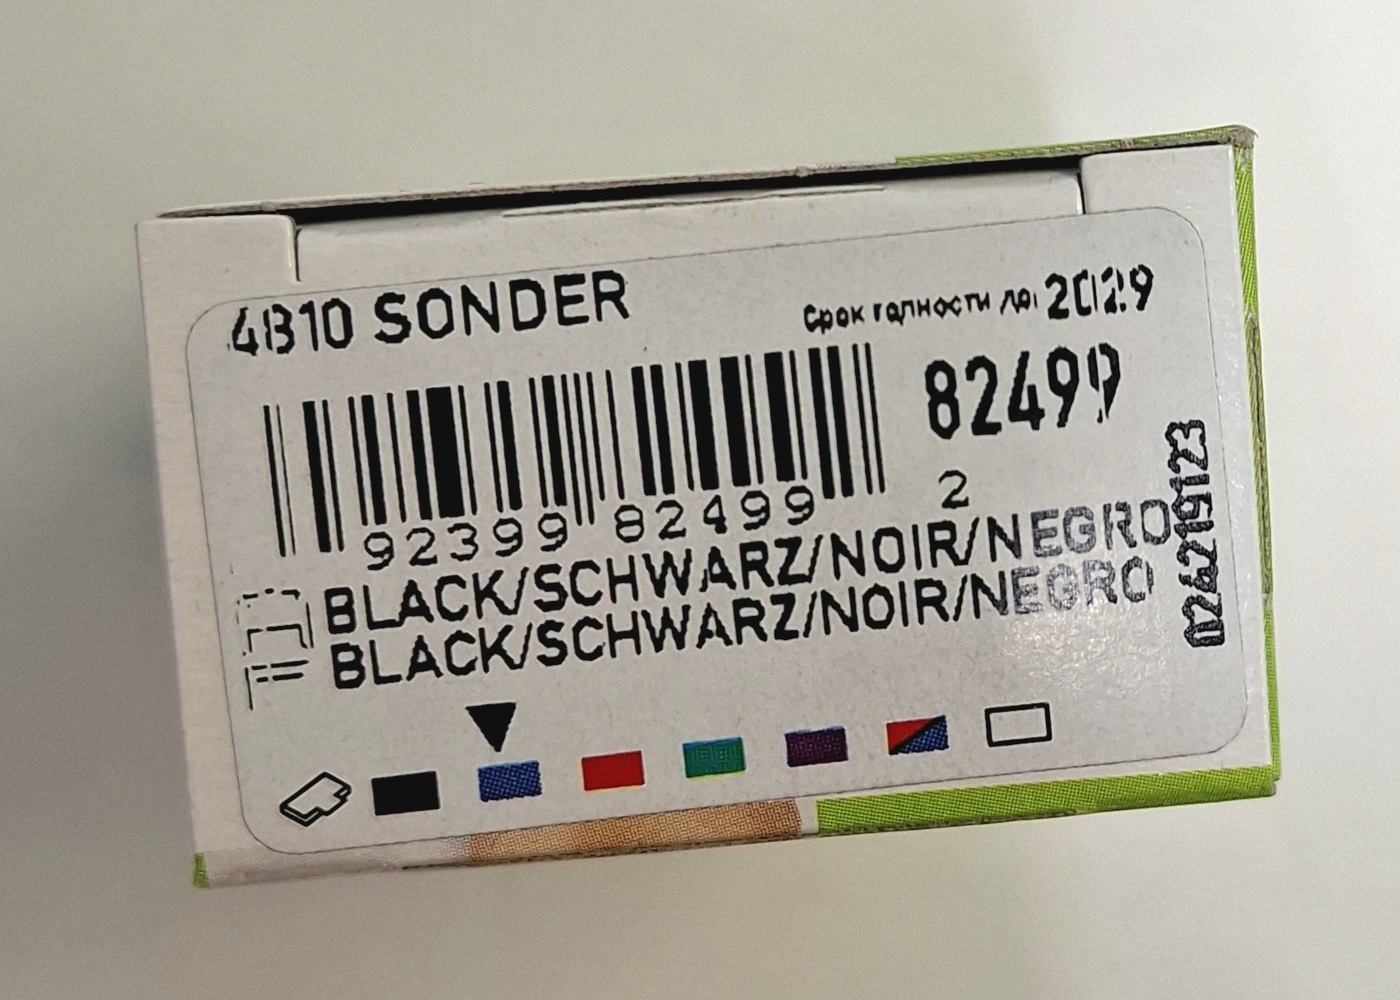 4810 SONDER
Срок годности до: 2029
82499
92399 82499 2
BLACK/SCHWARZ/NOIR/NEGRO
BLACK/SCHWARZ/NOIR/NEGRO